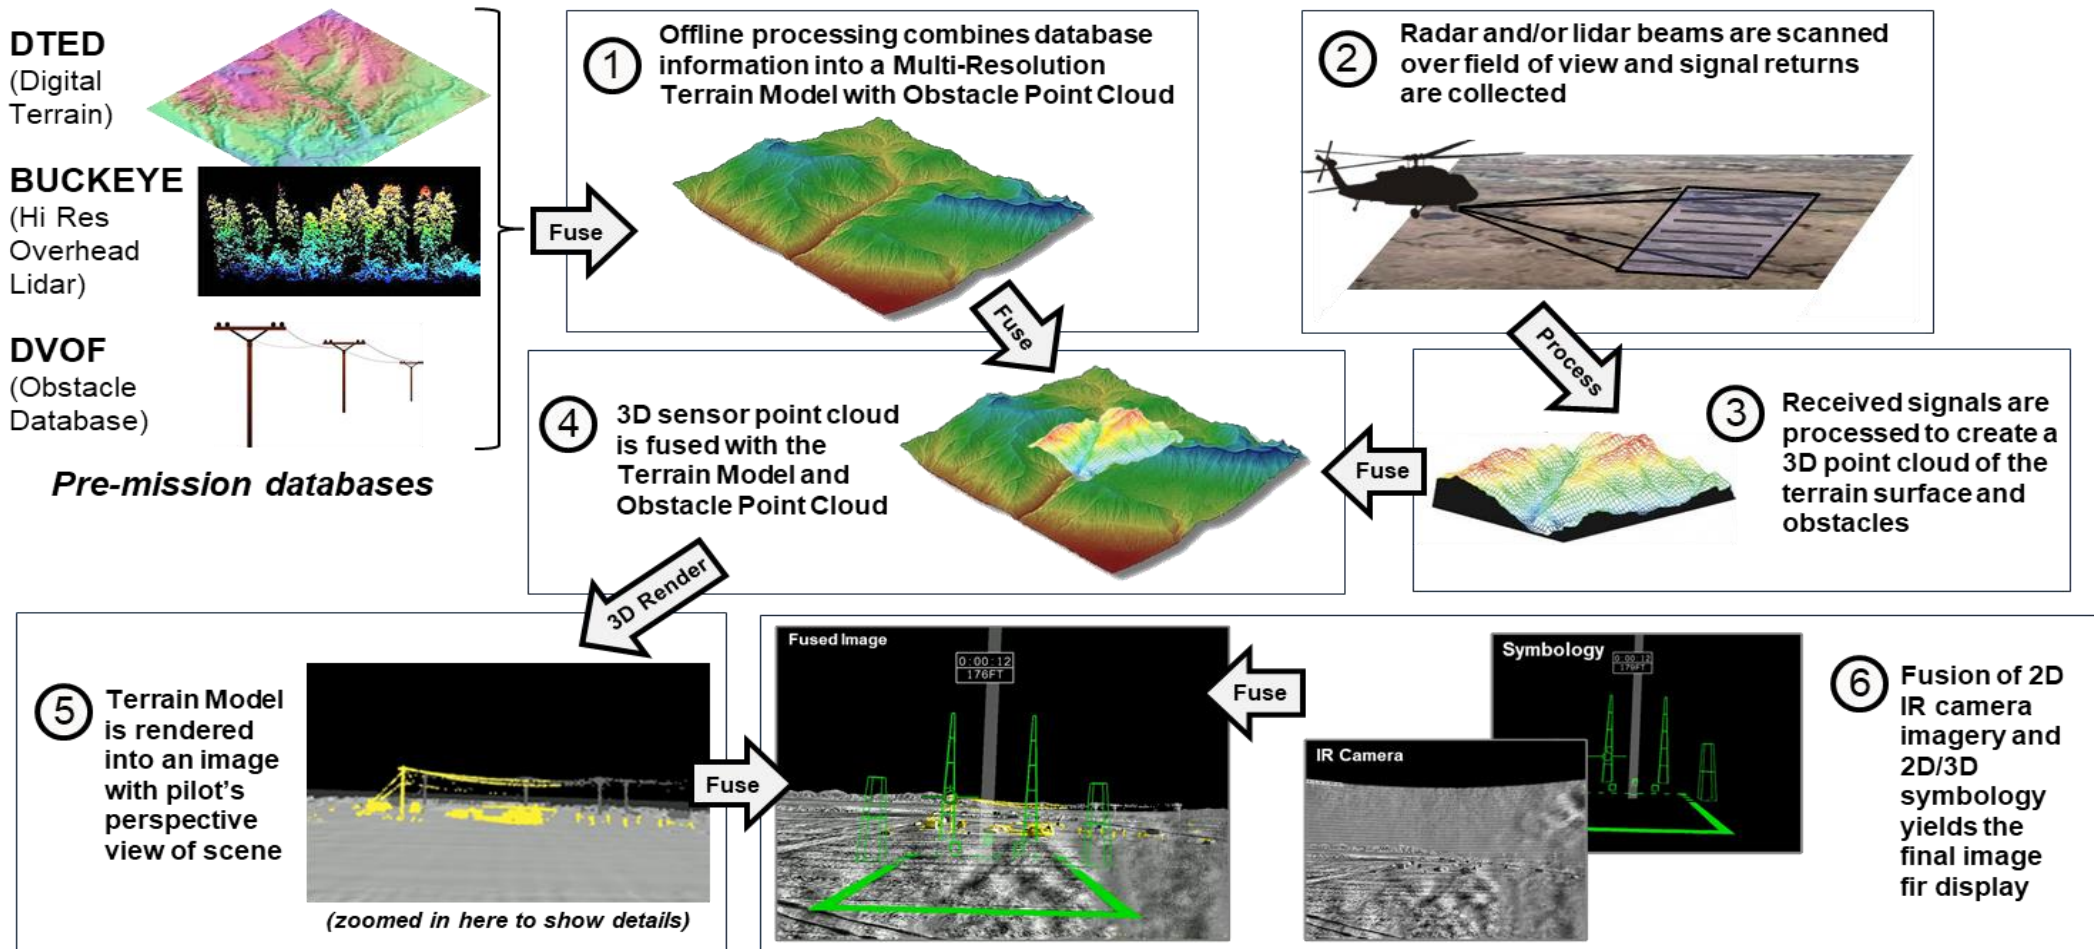 DTED
(Digital
Terrain)
BUCKEYE
(Hi Res
Overhead
Lidar)
DVOF
(Obstacle
Database)
Pre-mission databases
Fuse
1
Offline processing combines database
information into a Multi-Resolution
Terrain Model with Obstacle Point Cloud
2
Radar and/or lidar beams are scanned
over field of view and signal returns
are collected
Fuse
Process
3
Received signals are
processed to create a
3D point cloud of the
terrain surface and
obstacles
Fuse
4
3D sensor point cloud
is fused with the
Terrain Model and
Obstacle Point Cloud
3D Render
5
Terrain Model
is rendered
into an image
with pilot's
perspective
view of scene
(zoomed in here to show details)
Fuse
Fused Image
0:00:12
176FT
Fuse
Symbology
0:00:12
IR Camera
6
Fusion of 2D
IR camera
imagery and
2D/3D
symbology
yields the
final image
fir display